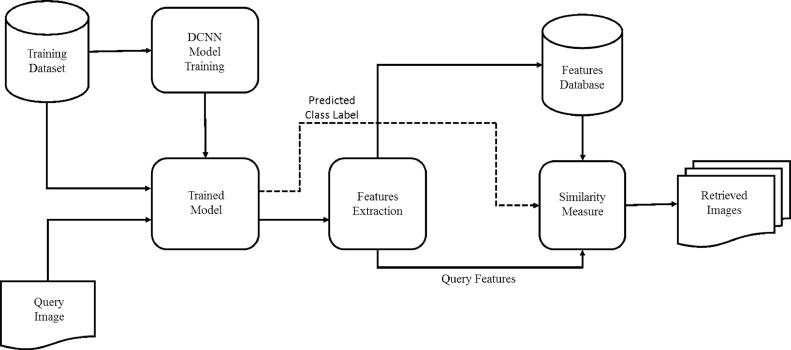 Training
Dataset
DCNN
Model
Training
Features
Database
Predicted
Class Label
Trained
Model
Features
Extraction
Similarity
Measure
Retrieved
Images
Query Features
Query
Image